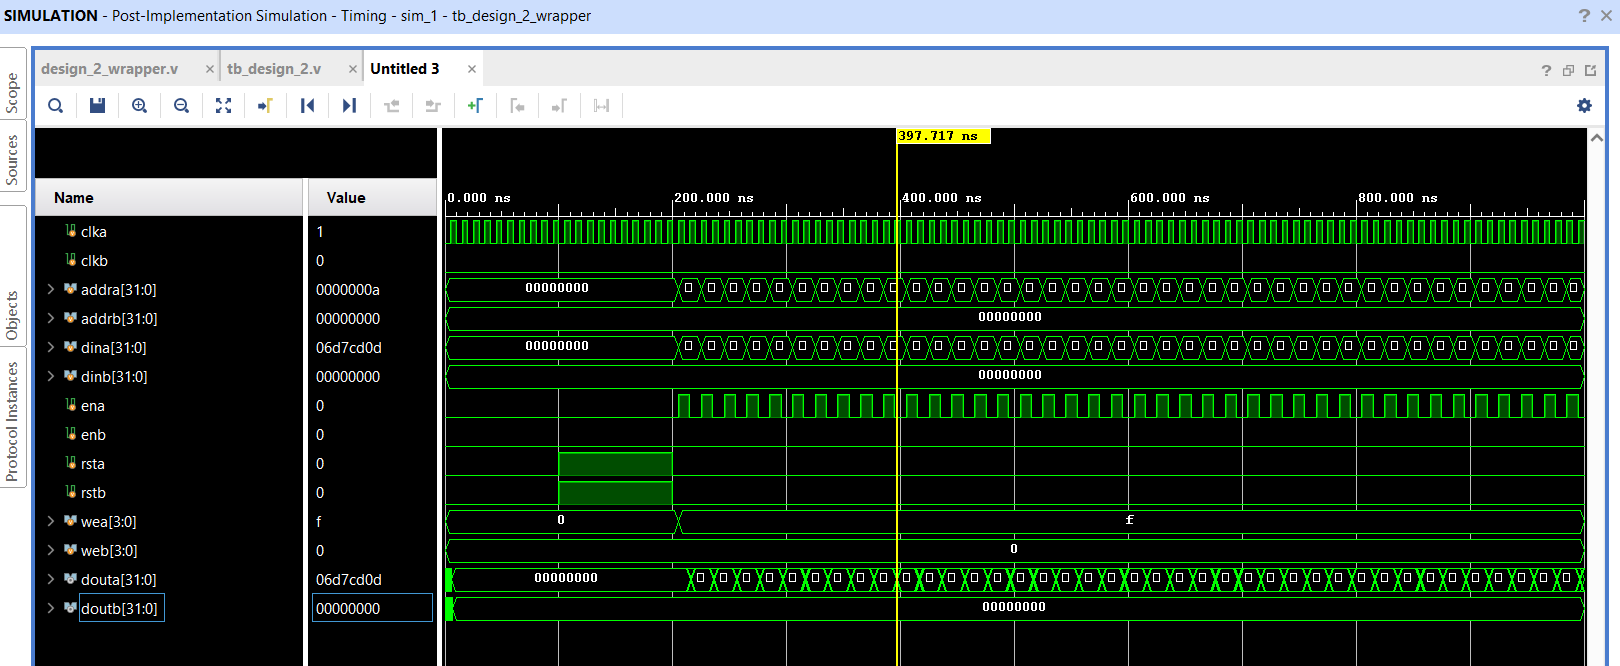 SIMULATION - Post-Implementation Simulation - Timing - sim_1 - tb_design_2_wrapper
? ×
Scope
Sources
Objects
Protocol Instances
design_2_wrapper.v × tb_design_2.v × Untitled 3 ×
?
397.717 ns
Name Value
0.000 ns 200.000 ns 400.000 ns 600.000 ns 800.000 ns
clka 1
clkb 0
addra[31:0] 0000000a 00000000
addrb[31:0] 00000000 00000000
dina[31:0] 06d7cd0d 00000000
dinb[31:0] 00000000 00000000
ena 0
enb 0
rsta 0
rstb 0
wea[3:0] f 0 f
web[3:0] 0 0
douta[31:0] 06d7cd0d 00000000
doutb[31:0] 00000000 00000000